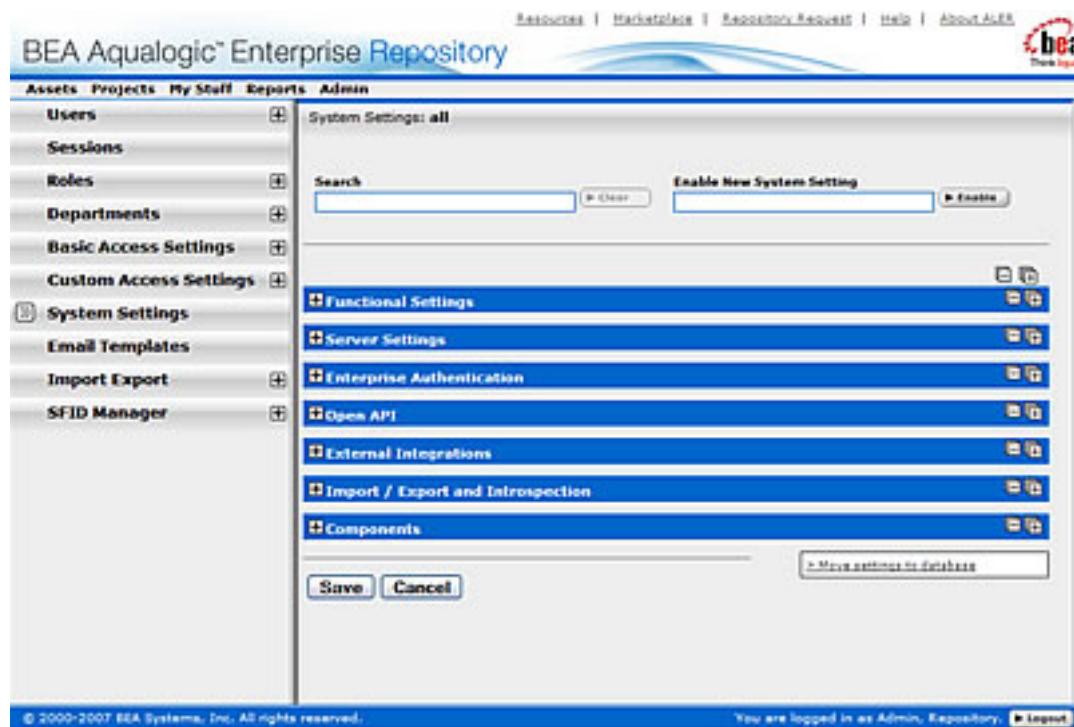 Resources | Marketplace | Repository Request | Help | About ALER
BEA Aqualogic™ Enterprise Repository
bea
Think
Assets Projects My Stuff Reports Admin
Users
Sessions
Roles
Departments
Basic Access Settings
Custom Access Settings
System Settings
Email Templates
Import Export
SFID Manager
System Settings: all
Search
Clear
Enable New System Setting
Enable
Functional Settings
Server Settings
Enterprise Authentication
Open API
External Integrations
Import / Export and Introspection
Components
> Move settings to database
Save Cancel
© 2000-2007 BEA Systems, Inc. All rights reserved.
You are logged in as Admin, Repository.
Logout